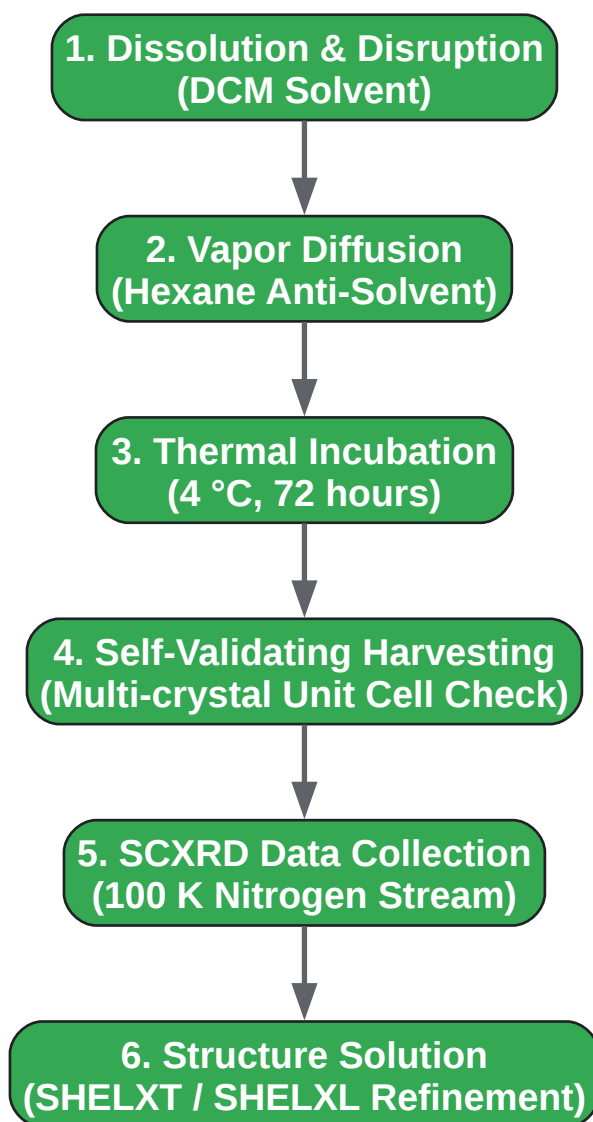 1. Dissolution & Disruption
(DCM Solvent)
2. Vapor Diffusion
(Hexane Anti-Solvent)
3. Thermal Incubation
(4 °C, 72 hours)
4. Self-Validating Harvesting
(Multi-crystal Unit Cell Check)
5. SCXRD Data Collection
(100 K Nitrogen Stream)
6. Structure Solution
(SHELXT / SHELXL Refinement)